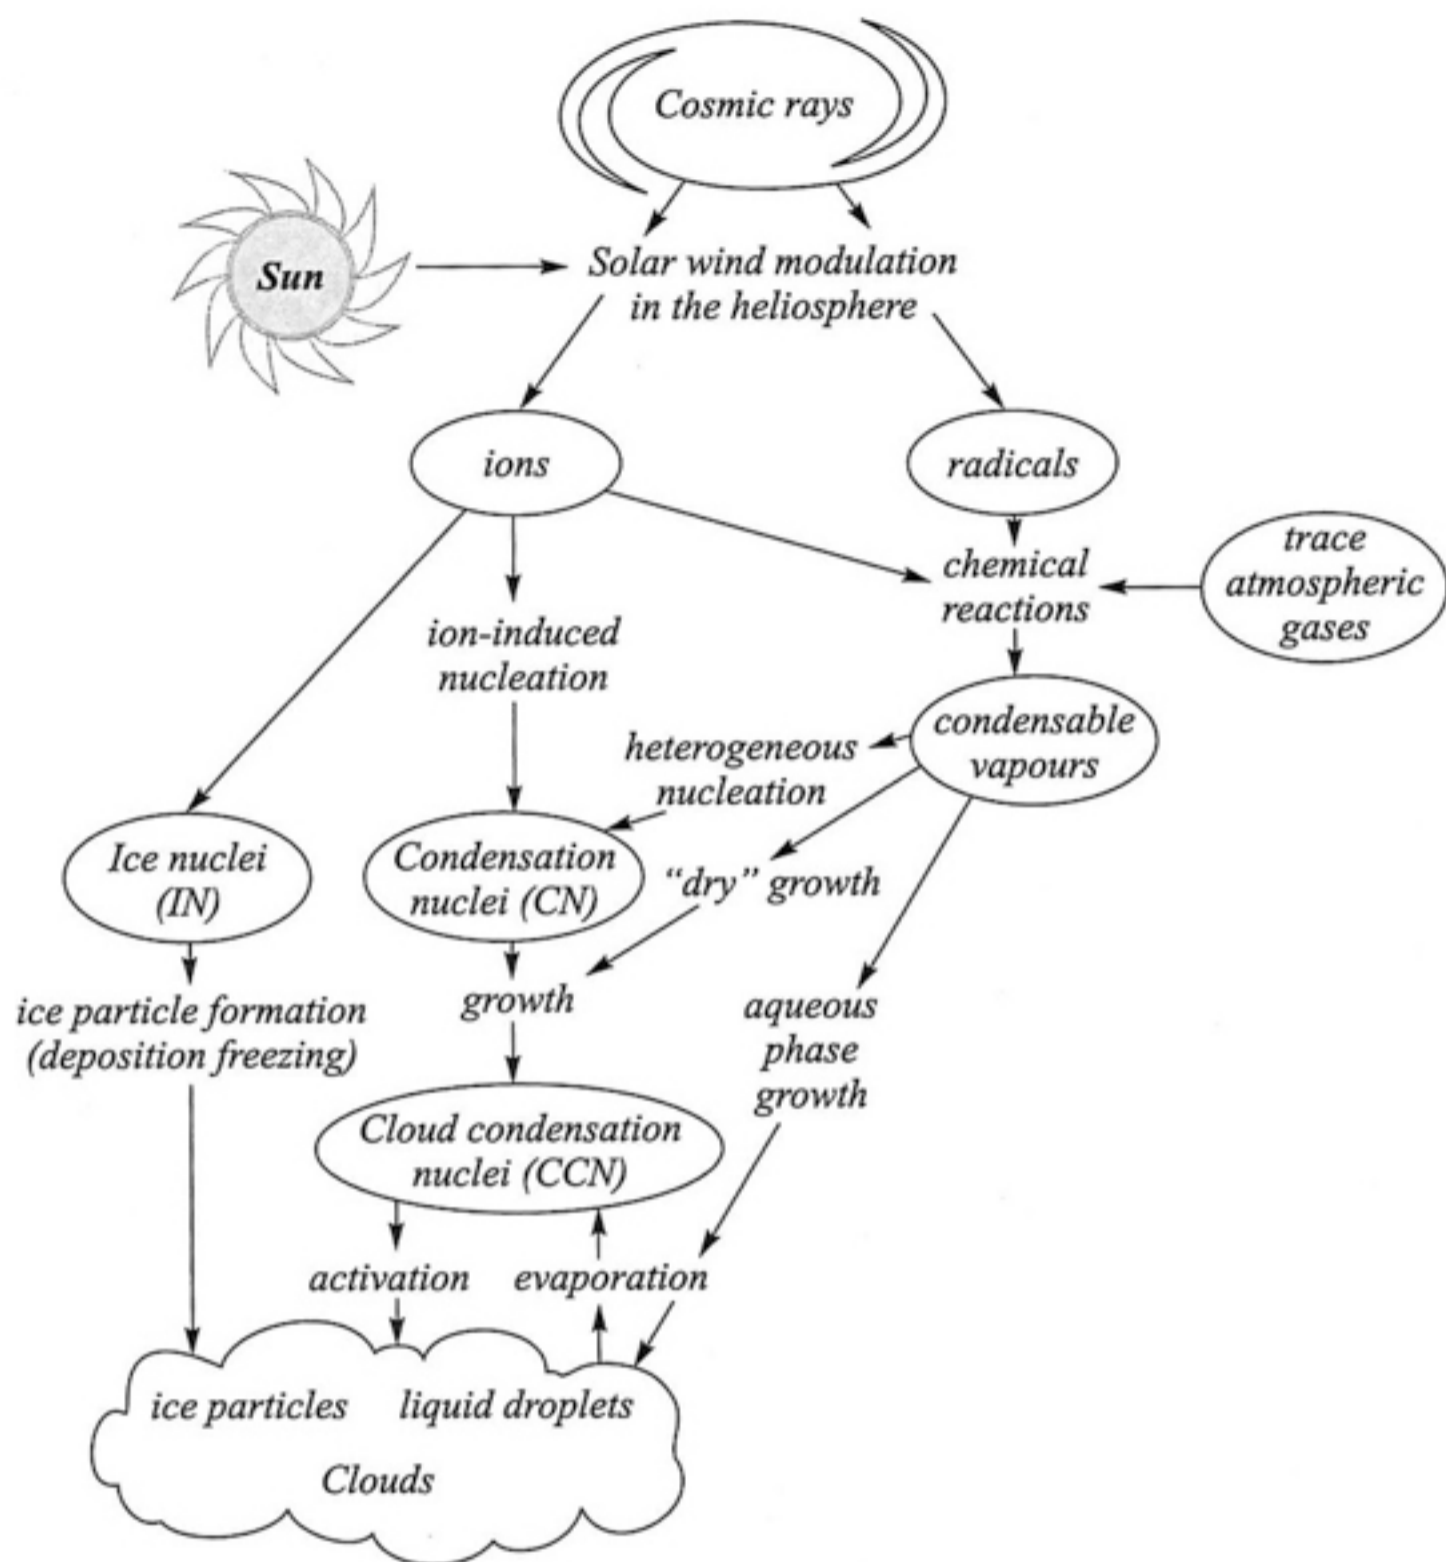 Cosmic rays
Sun
Solar wind modulation
in the heliosphere
ions
radicals
trace
atmospheric
gases
chemical
reactions
ion-induced
nucleation
condensable
vapours
heterogeneous
nucleation
Ice nuclei
(IN)
Condensation
nuclei (CN)
“dry” growth
ice particle formation
(deposition freezing)
growth
aqueous
phase
growth
Cloud condensation
nuclei (CCN)
activation
evaporation
ice particles
liquid droplets
Clouds